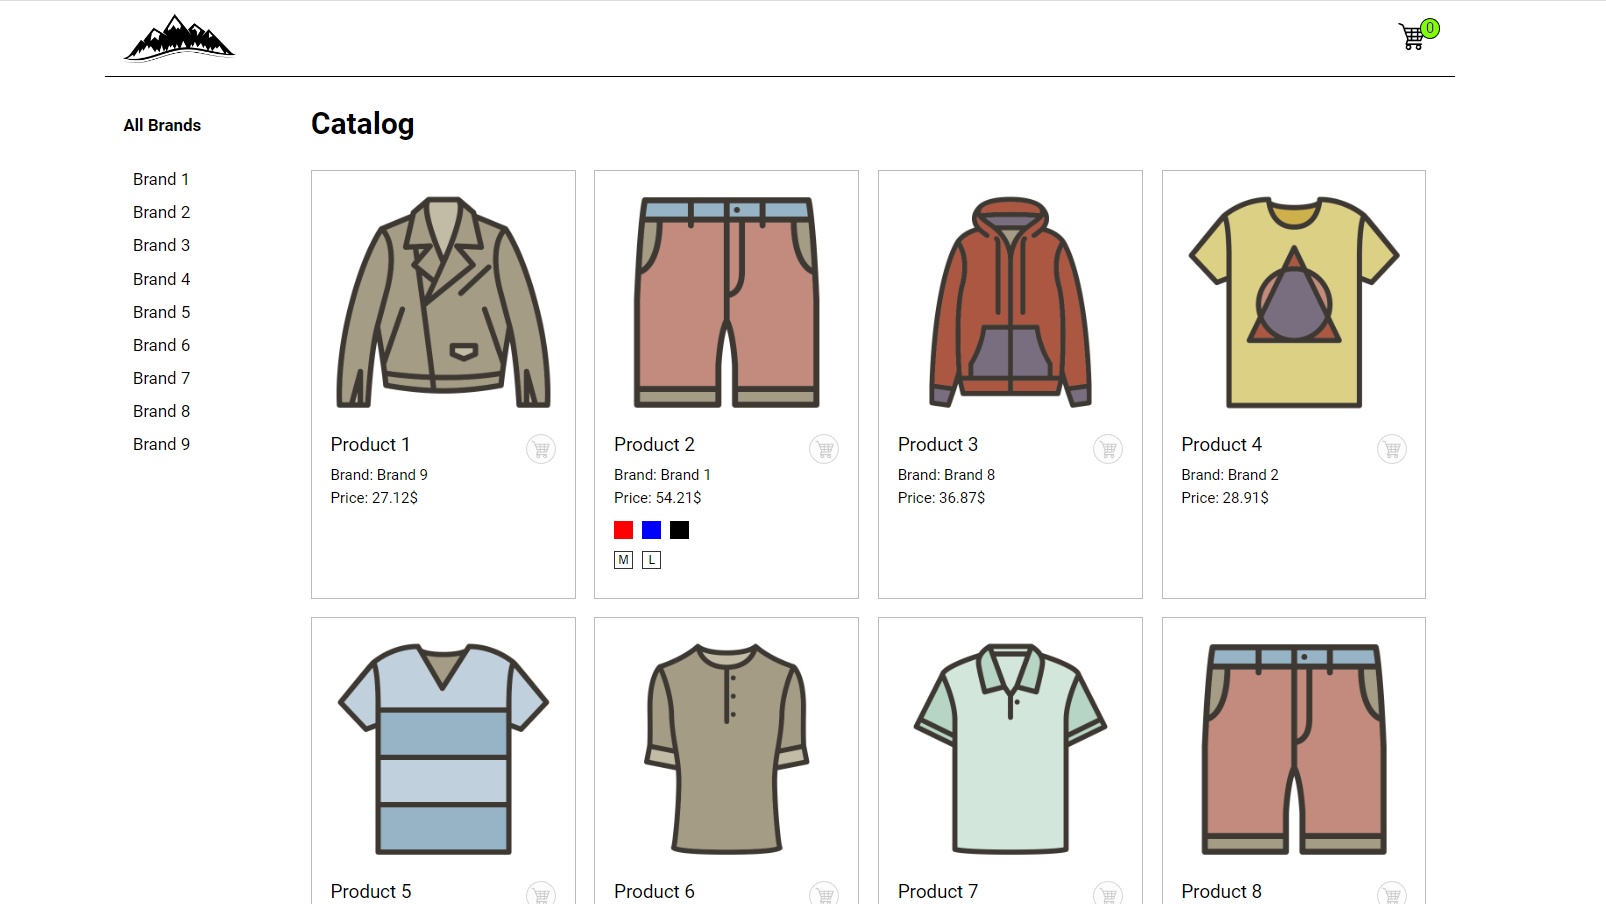 0
All Brands
Brand 1
Brand 2
Brand 3
Brand 4
Brand 5
Brand 6
Brand 7
Brand 8
Brand 9
Catalog
Product 1
Brand: Brand 9
Price: 27.12$
Product 2
Brand: Brand 1
Price: 54.21$
M L
Product 3
Brand: Brand 8
Price: 36.87$
Product 4
Brand: Brand 2
Price: 28.91$
Product 5
Product 6
Product 7
Product 8